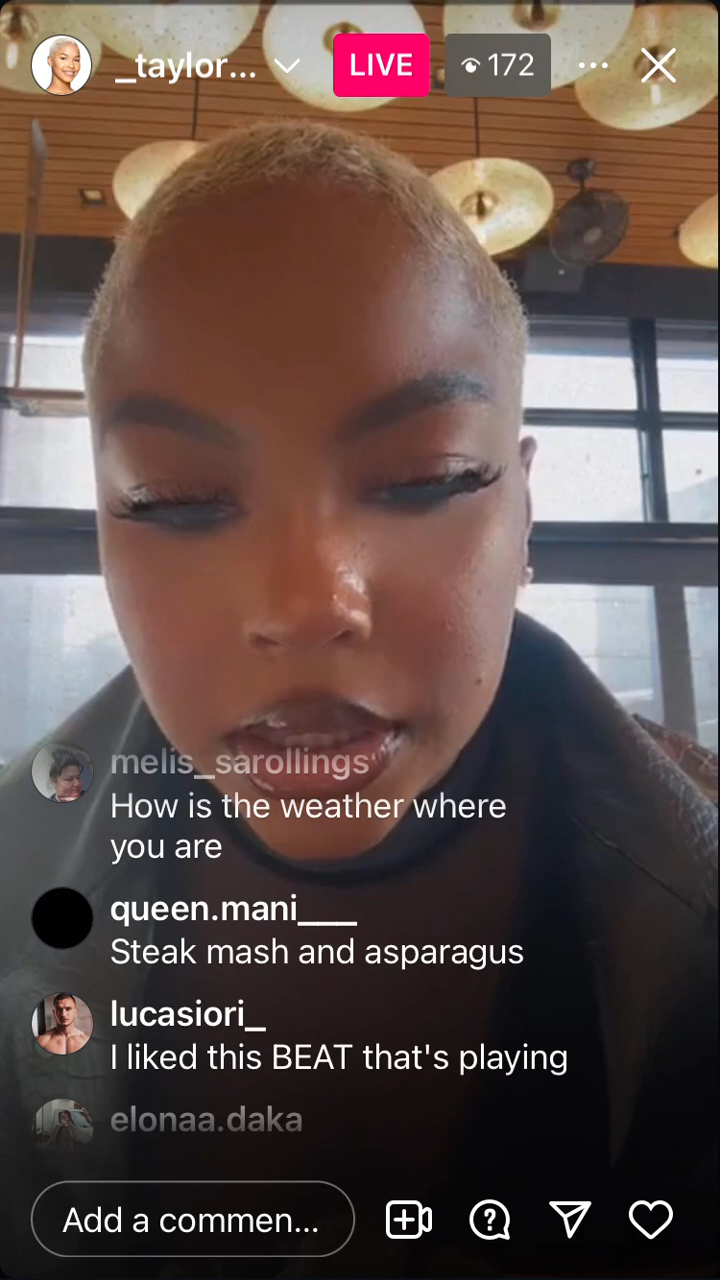 _taylor...
LIVE
172
melis_sarollings
How is the weather where
you are
queen.mani___
Steak mash and asparagus
lucasiori_
I liked this BEAT that's playing
elonaa.daka
Add a commen...